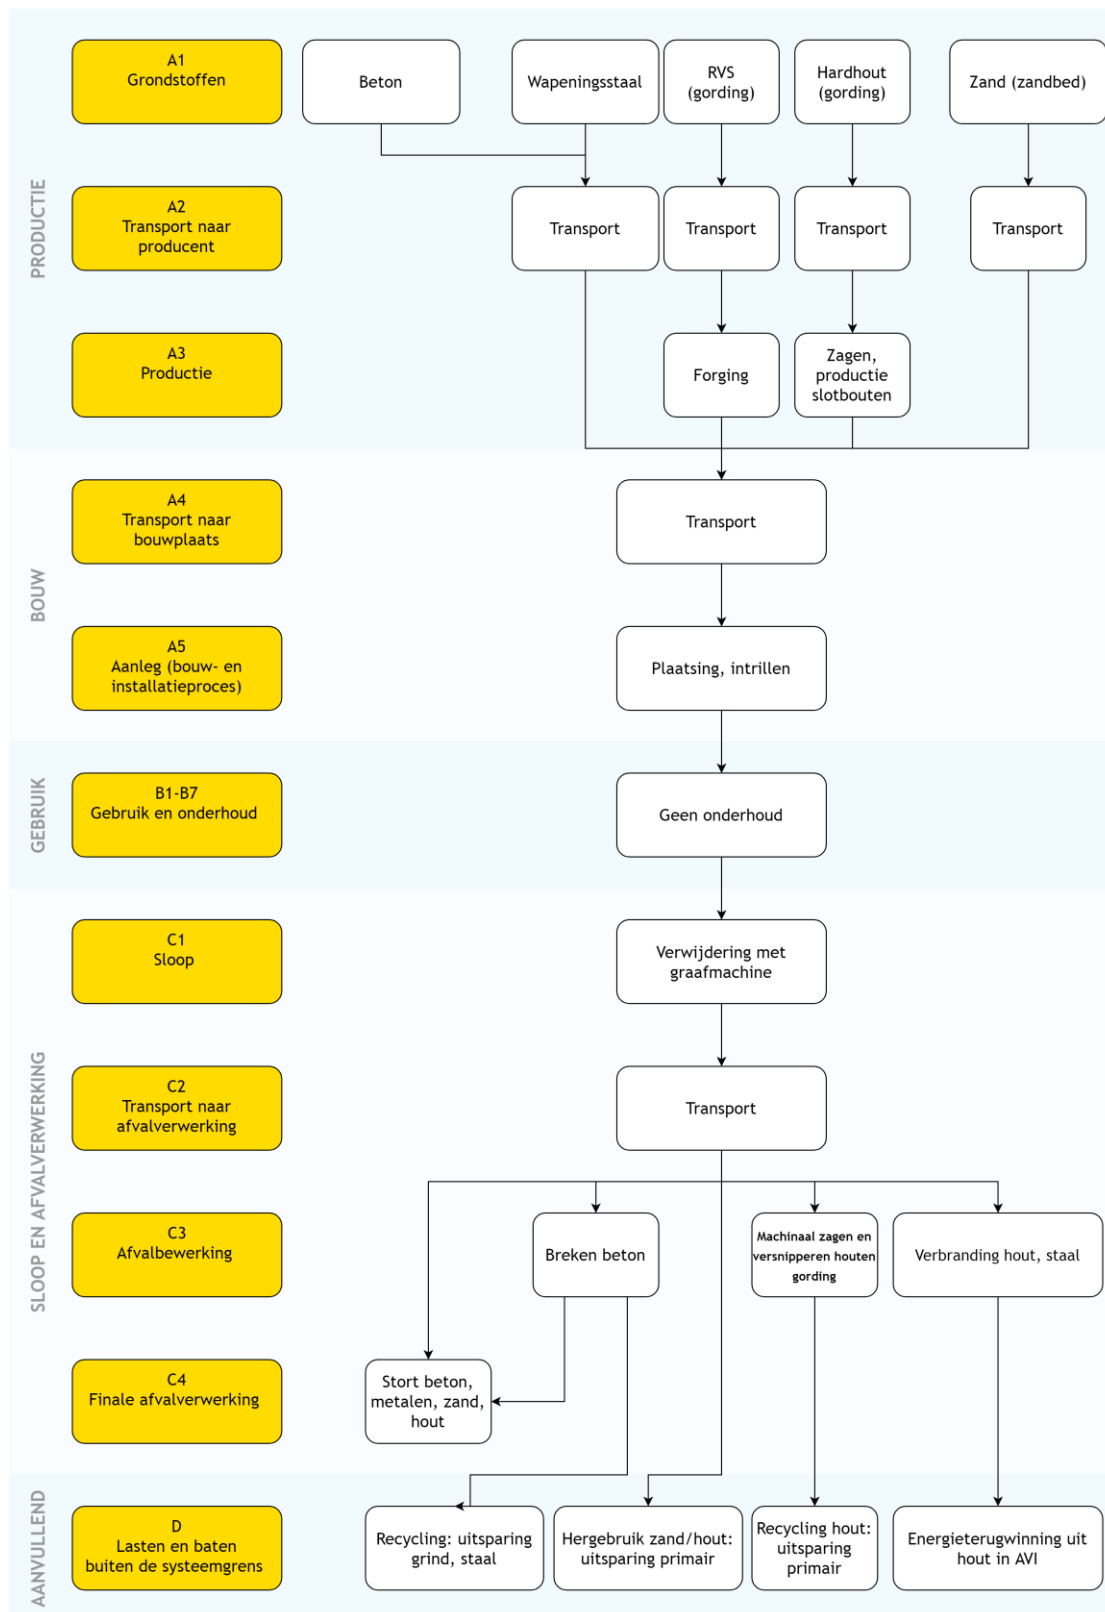 PRODUCTIE
A1
Grondstoffen
Beton
Wapeningsstaal
RVS
(gording)
Hardhout
(gording)
Zand (zandbed)
A2
Transport naar
producent
Transport
Transport
Transport
Transport
A3
Productie
Forging
Zagen,
productie
slotbouten
BOUW
A4
Transport naar
bouwplaats
Transport
A5
Aanleg (bouw- en
installatieproces)
Plaatsing, intrillen
GEBRUIK
B1-B7
Gebruik en onderhoud
Geen onderhoud
SLOOP EN AFVALVERWERKING
C1
Sloop
Verwijdering met
graafmachine
C2
Transport naar
afvalverwerking
Transport
C3
Afvalbewerking
Breken beton
Machinaal zagen en
versnipperen houten
gording
Verbranding hout, staal
C4
Finale afvalverwerking
Stort beton,
metalen, zand,
hout
AANVULLEND
D
Lasten en baten
buiten de systeemgrens
Recycling: uitsparing
grind, staal
Hergebruik zand/hout:
uitsparing primair
Recycling hout:
uitsparing
primair
Energieterugwinning uit
hout in AVI